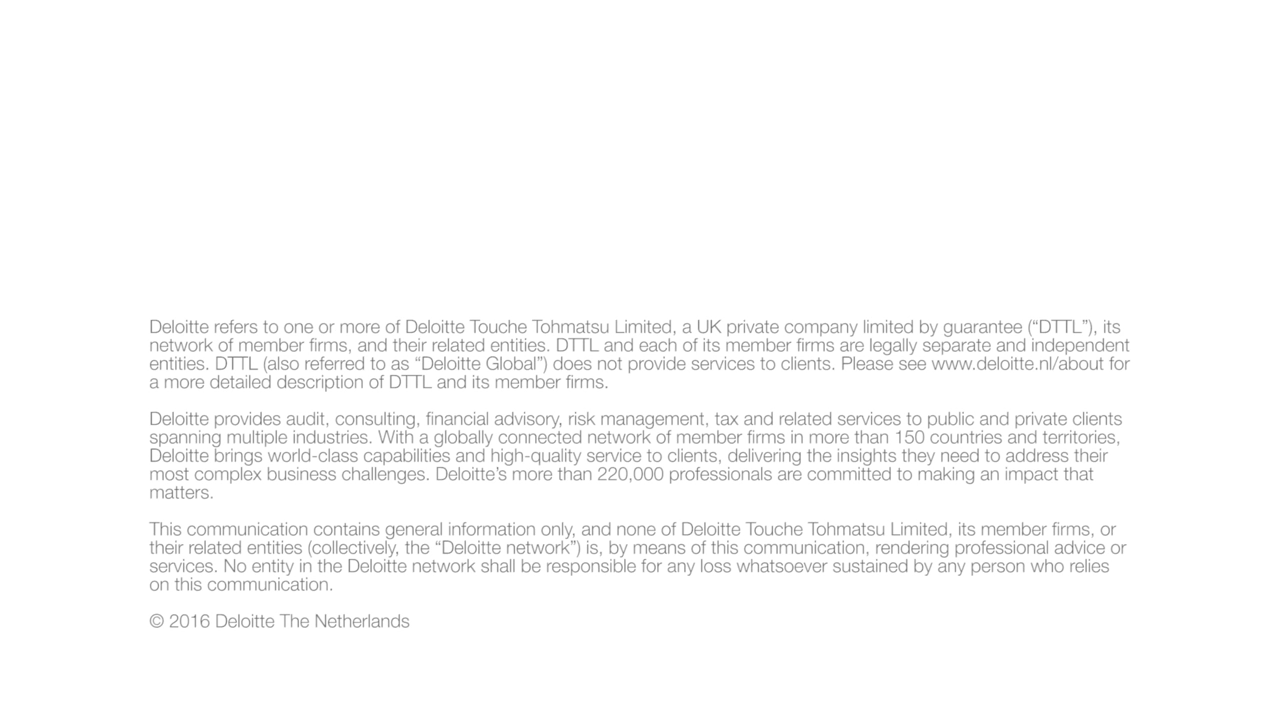 Deloitte refers to one or more of Deloitte Touche Tohmatsu Limited, a UK private company limited by guarantee (“DTTL”), its
network of member firms, and their related entities. DTTL and each of its member firms are legally separate and independent
entities. DTTL (also referred to as “Deloitte Global”) does not provide services to clients. Please see www.deloitte.nl/about for
a more detailed description of DTTL and its member firms.
Deloitte provides audit, consulting, financial advisory, risk management, tax and related services to public and private clients
spanning multiple industries. With a globally connected network of member firms in more than 150 countries and territories,
Deloitte brings world-class capabilities and high-quality service to clients, delivering the insights they need to address their
most complex business challenges. Deloitte’s more than 220,000 professionals are committed to making an impact that
matters.
This communication contains general information only, and none of Deloitte Touche Tohmatsu Limited, its member firms, or
their related entities (collectively, the “Deloitte network”) is, by means of this communication, rendering professional advice or
services. No entity in the Deloitte network shall be responsible for any loss whatsoever sustained by any person who relies
on this communication.
© 2016 Deloitte The Netherlands